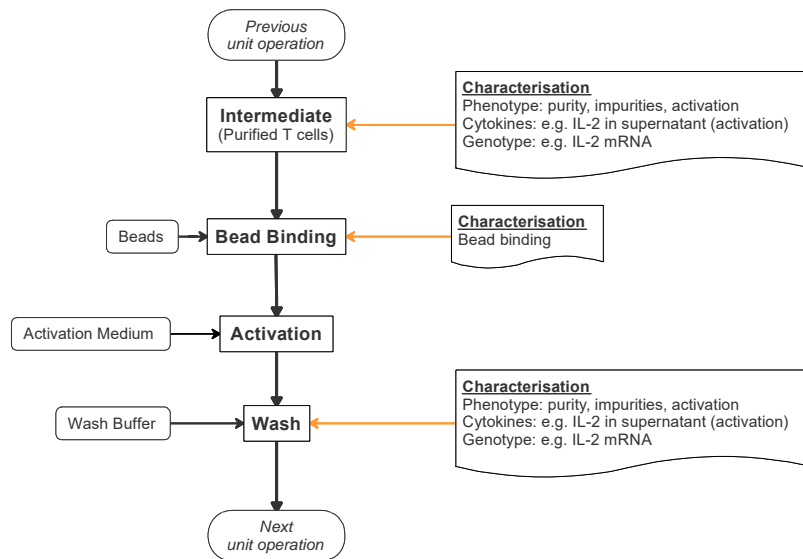 Previous
unit operation
Intermediate
(Purified T cells)
Characterisation
Phenotype: purity, impurities, activation
Cytokines: e.g. IL-2 in supernatant (activation)
Genotype: e.g. IL-2 mRNA
Beads
Bead Binding
Characterisation
Bead binding
Activation Medium
Activation
Wash Buffer
Wash
Characterisation
Phenotype: purity, impurities, activation
Cytokines: e.g. IL-2 in supernatant (activation)
Genotype: e.g. IL-2 mRNA
Next
unit operation